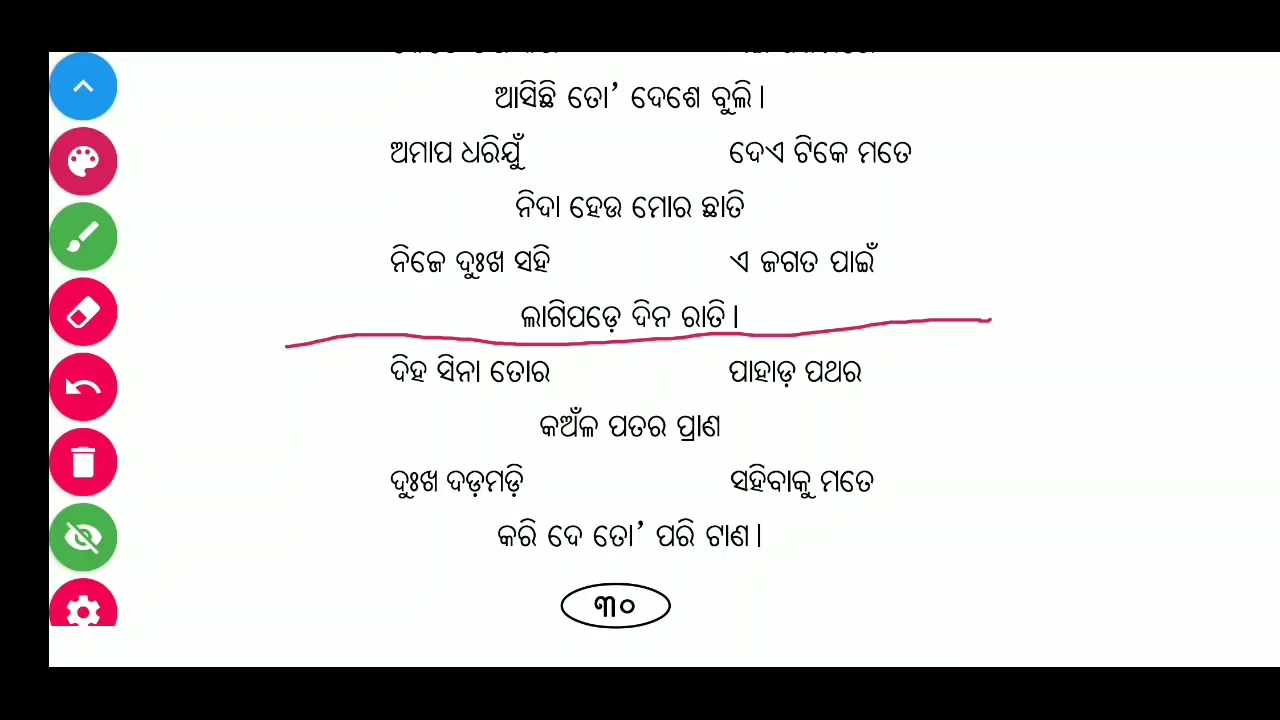 ଆସିଛି ତୋ’ ଦେଶେ ବୁଲି।
ଅମାପ ଧରିଯୁଁ ଦେଏ ଟିକେ ମତେ
ନିଦା ହେଉ ମୋର ଛାତି
ନିଜେ ଦୁଃଖ ସହି ଏ ଜଗତ ପାଇଁ
ଲାଗିପଡ଼େ ଦିନ ରାତି।
ଦିହ ସିନା ତୋର ପାହାଡ଼ ପଥର
କଅଁଳ ପତର ପ୍ରାଣ
ଦୁଃଖ ଦଡ଼ମଡ଼ି ସହିବାକୁ ମତେ
କରି ଦେ ତୋ’ ପରି ଟାଣ।
୩୦